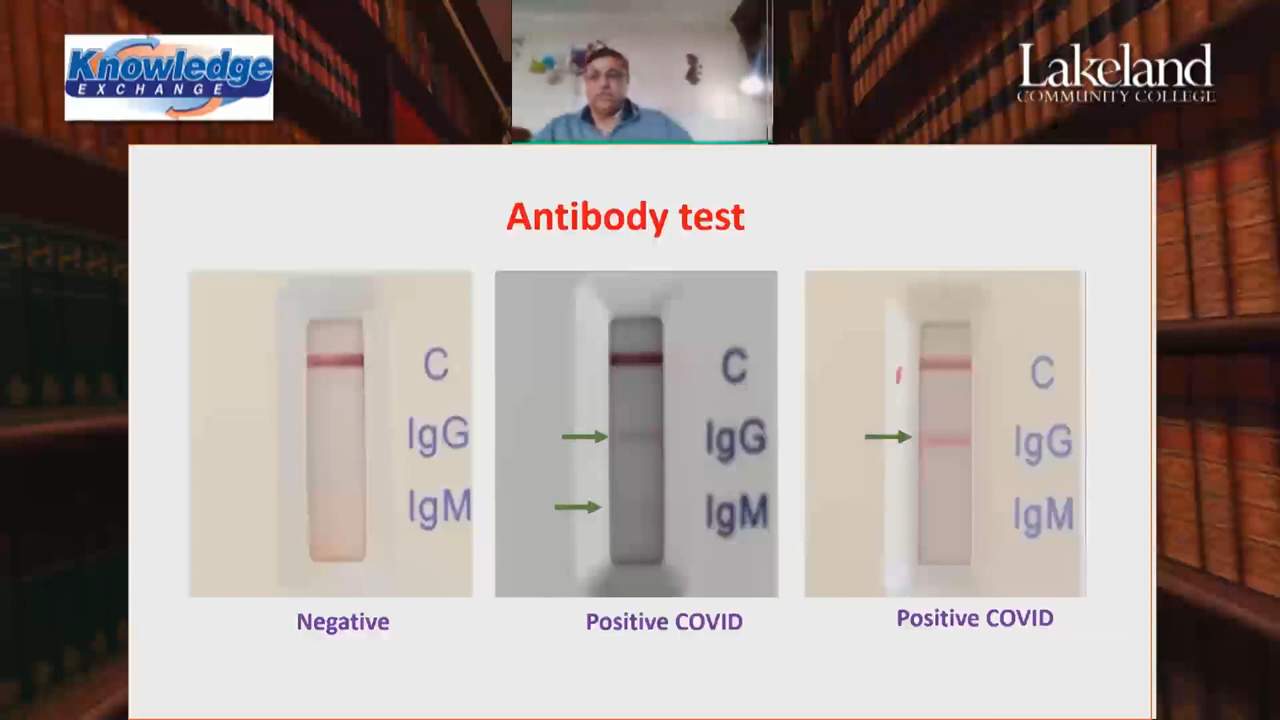 Knowledge
EXCHANGE
Lakeland
COMMUNITY COLLEGE
Antibody test
C
IgG
IgM
C
IgG
IgM
C
IgG
IgM
Negative
Positive COVID
Positive COVID